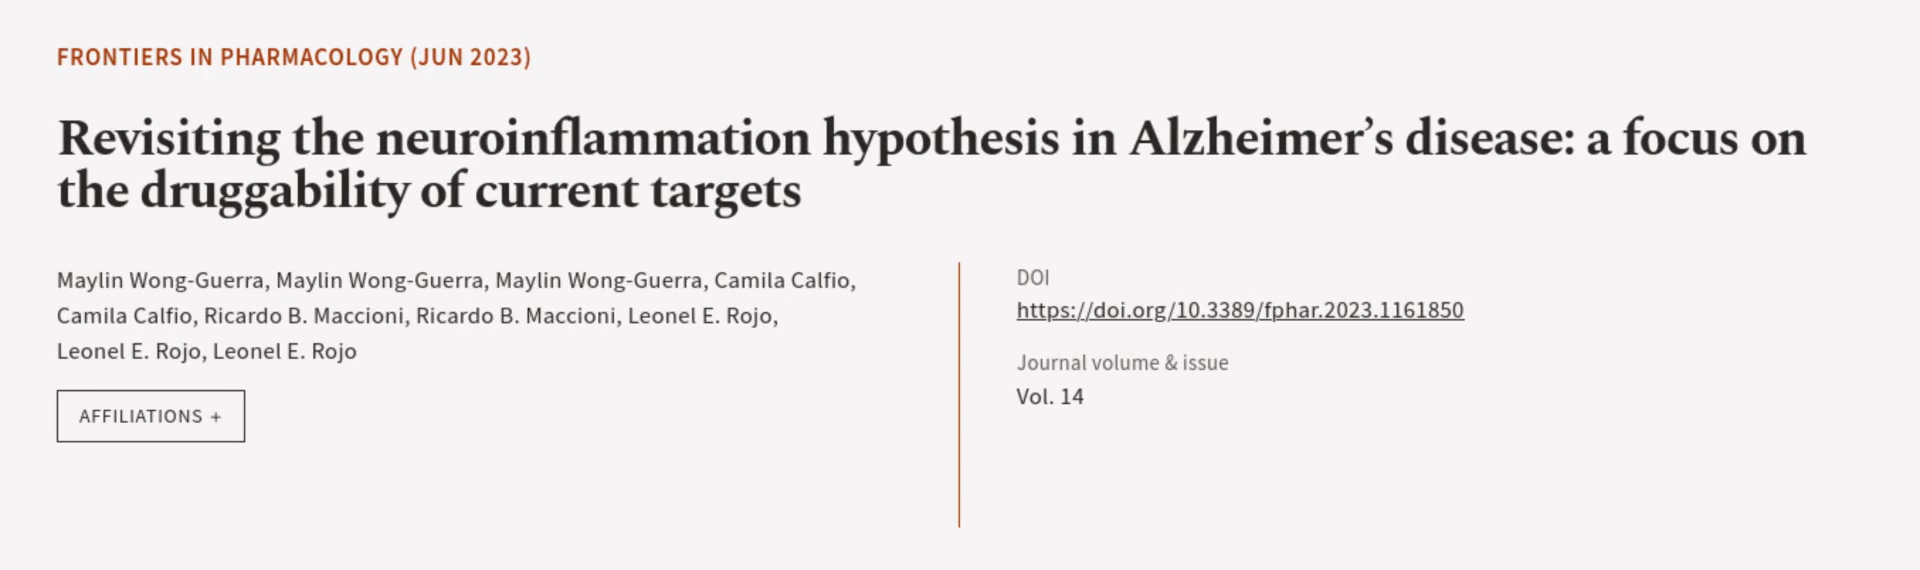 FRONTIERS IN PHARMACOLOGY (JUN 2023)
Revisiting the neuroinflammation hypothesis in Alzheimer’s disease: a focus on
the druggability of current targets
Maylin Wong-Guerra, Maylin Wong-Guerra, Maylin Wong-Guerra, Camila Calfio,
Camila Calfio, Ricardo B. Maccioni, Ricardo B. Maccioni, Leonel E. Rojo,
Leonel E. Rojo, Leonel E. Rojo
AFFILIATIONS +
DOI
https://doi.org/10.3389/fphar.2023.1161850
Journal volume & issue
Vol. 14